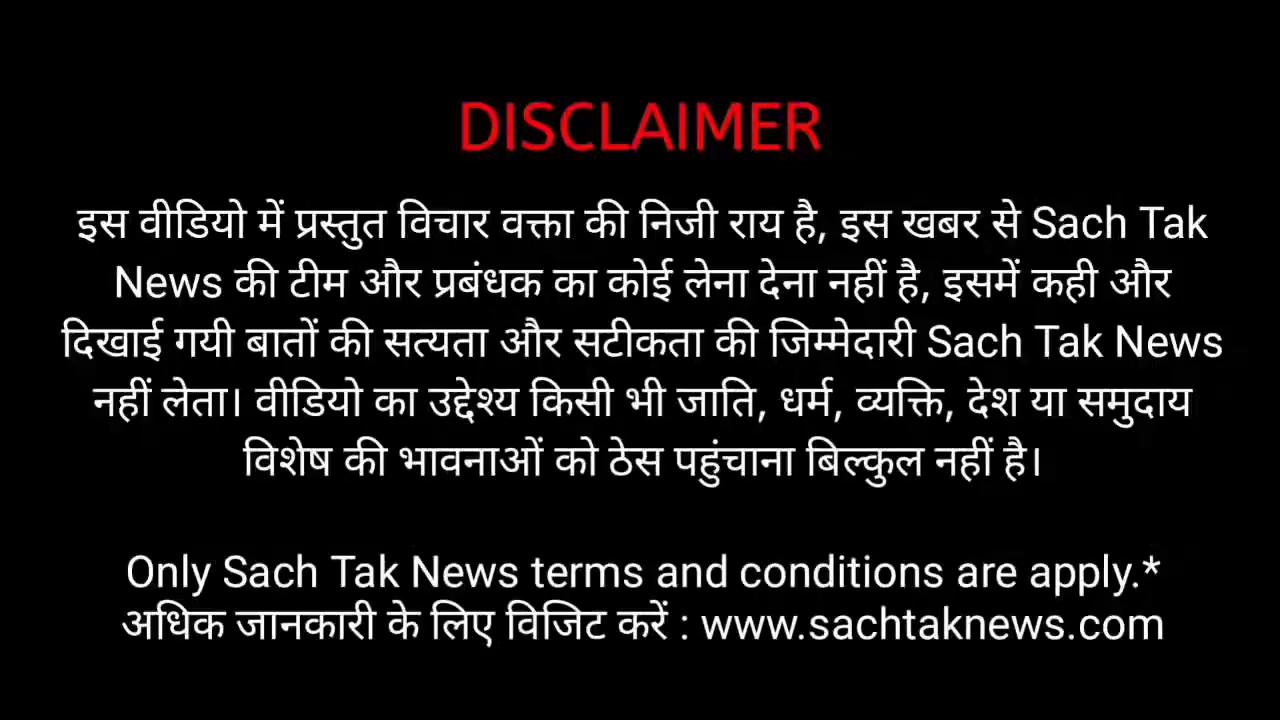 DISCLAIMER
इस वीडियो में प्रस्तुत विचार वक्ता की निजी राय है, इस खबर से Sach Tak
News की टीम और प्रबंधक का कोई लेना देना नहीं है, इसमें कही और
दिखाई गयी बातों की सत्यता और सटीकता की जिम्मेदारी Sach Tak News
नहीं लेता। वीडियो का उद्देश्य किसी भी जाति, धर्म, व्यक्ति, देश या समुदाय
विशेष की भावनाओं को ठेस पहुंचाना बिल्कुल नहीं है।
Only Sach Tak News terms and conditions are apply.*
अधिक जानकारी के लिए विजिट करें : www.sachtaknews.com